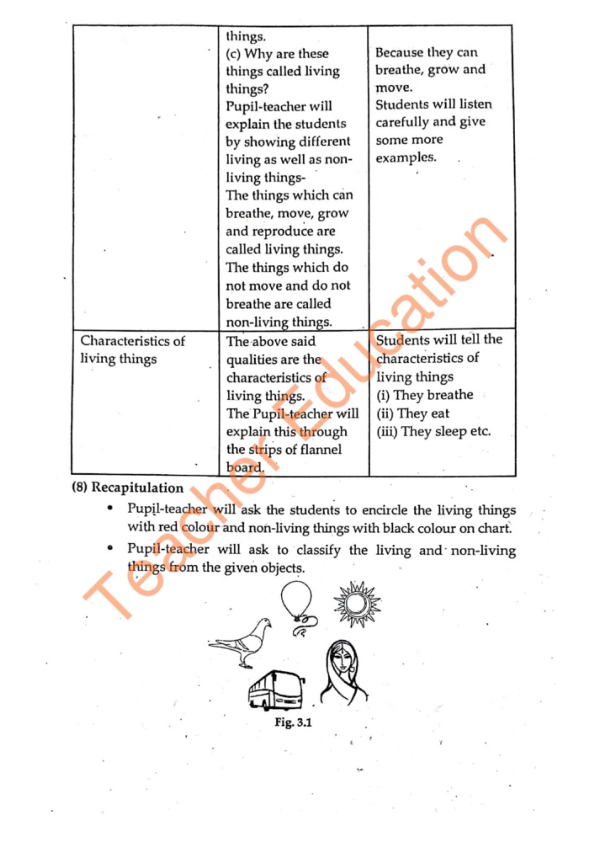 things.
(c) Why are these
things called living
things?
Pupil-teacher will
explain the students
by showing different
living as well as non-
living things-
The things which can
breathe, move, grow
and reproduce are
called living things.
The things which do
not move and do not
breathe are called
non-living things.
Because they can
breathe, grow and
move.
Students will listen
carefully and give
some more
examples.
Characteristics of
living things
The above said
qualities are the
characteristics of
living things.
The Pupil-teacher will
explain this through
the strips of flannel
board.
Students will tell the
characteristics of
living things
(i) They breathe
(ii) They eat
(iii) They sleep etc.
(8) Recapitulation
• Pupil-teacher will ask the students to encircle the living things
with red colour and non-living things with black colour on chart.
• Pupil-teacher will ask to classify the living and non-living
things from the given objects.
Fig. 3.1
Teacher Education